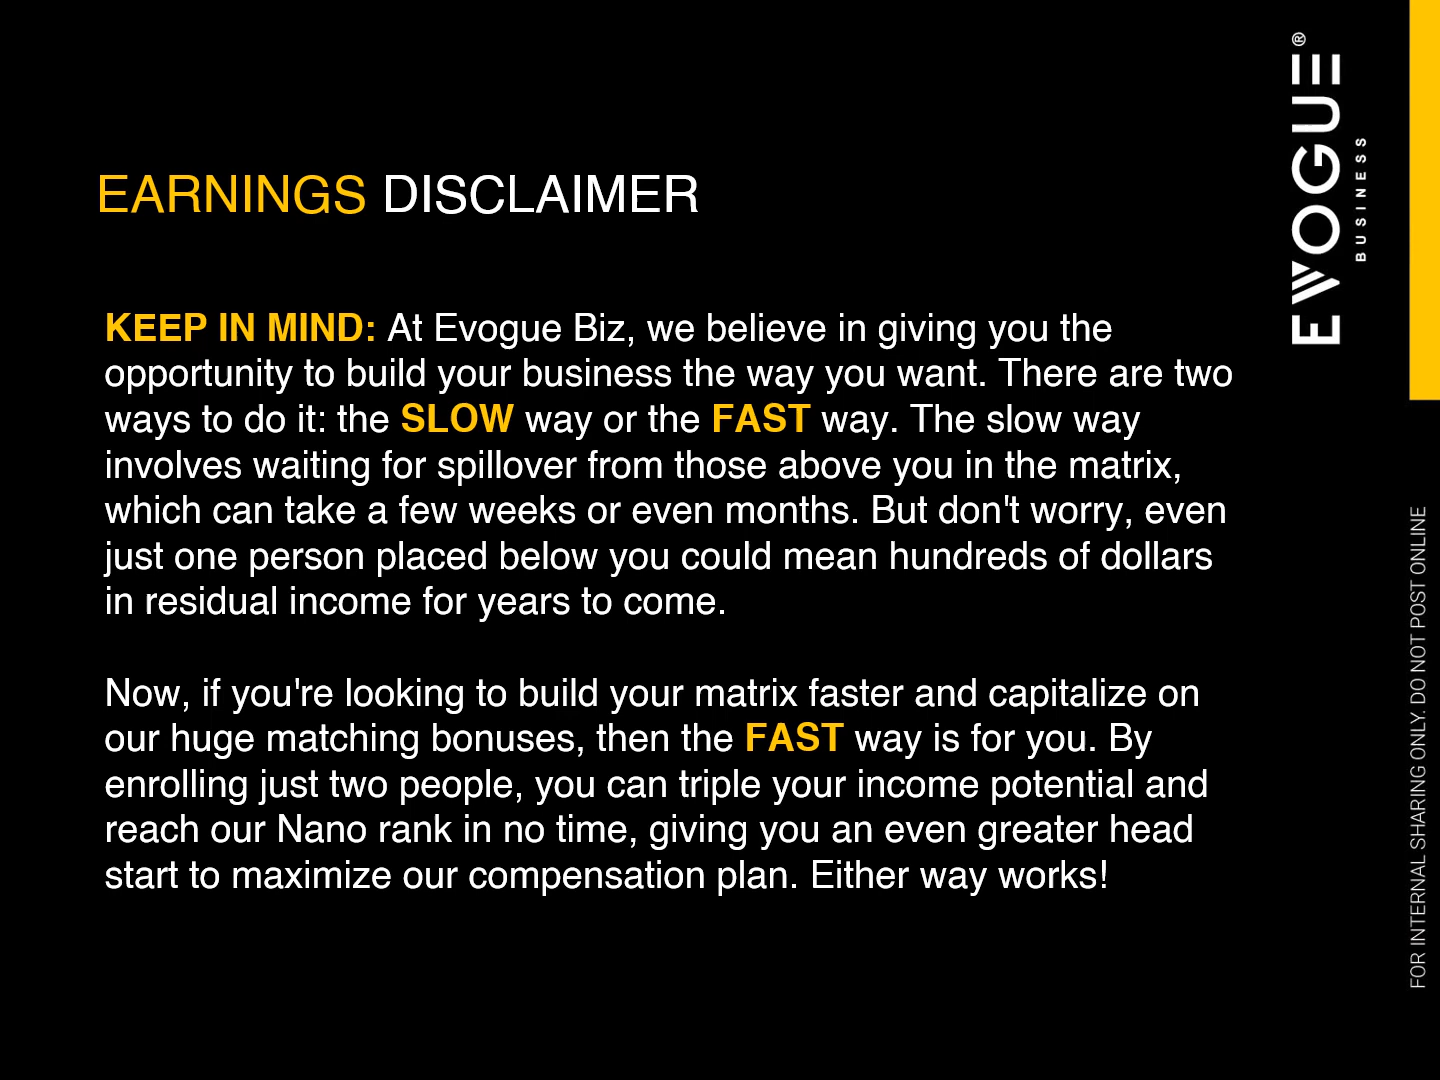 EARNINGS DISCLAIMER
KEEP IN MIND: At Evogue Biz, we believe in giving you the
opportunity to build your business the way you want. There are two
ways to do it: the SLOW way or the FAST way. The slow way
involves waiting for spillover from those above you in the matrix,
which can take a few weeks or even months. But don't worry, even
just one person placed below you could mean hundreds of dollars
in residual income for years to come.
Now, if you're looking to build your matrix faster and capitalize on
our huge matching bonuses, then the FAST way is for you. By
enrolling just two people, you can triple your income potential and
reach our Nano rank in no time, giving you an even greater head
start to maximize our compensation plan. Either way works!
EVOGUE®
BUSINESS
FOR INTERNAL SHARING ONLY. DO NOT POST ONLINE